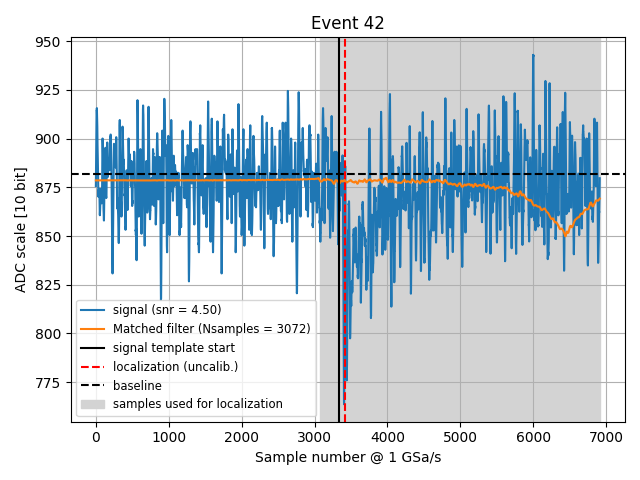 Event 42
ADC scale [10 bit]
950
925
900
875
850
825
800
775
signal (snr = 4.50)
Matched filter (Nsamples = 3072)
signal template start
localization (uncalib.)
baseline
samples used for localization
0 1000 2000 3000 4000 5000 6000 7000
Sample number @ 1 GSa/s